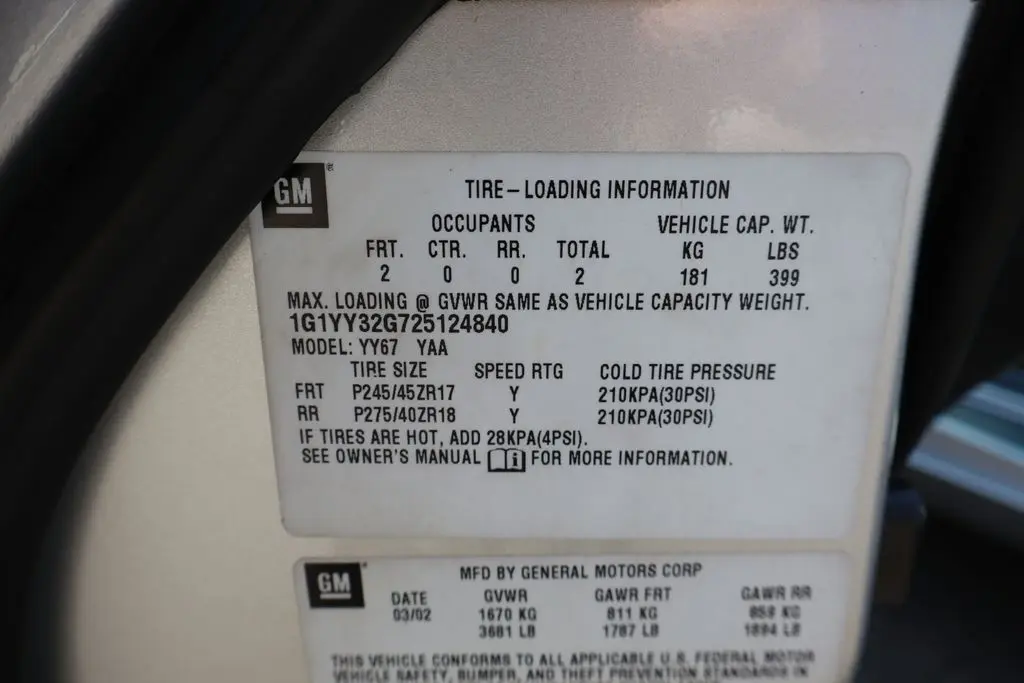 GM ®
TIRE-LOADING INFORMATION
OCCUPANTS VEHICLE CAP. WT.
FRT. CTR. RR. TOTAL KG LBS
2 0 0 2 181 399
MAX. LOADING @ GVWR SAME AS VEHICLE CAPACITY WEIGHT.
1G1YY32G725124840
MODEL: YY67 YAA
TIRE SIZE SPEED RTG COLD TIRE PRESSURE
FRT P245/45ZR17 Y 210KPA(30PSI)
RR P275/40ZR18 Y 210KPA(30PSI)
IF TIRES ARE HOT, ADD 28KPA(4PSI).
SEE OWNER'S MANUAL i FOR MORE INFORMATION.
GM
MFD BY GENERAL MOTORS CORP
DATE GVWR GAWR FRT GAWR RR
03/02 1670 KG 811 KG 859 KG
3681 LB 1787 LB 1894 LB
THIS VEHICLE CONFORMS TO ALL APPLICABLE U.S. FEDERAL MOTOR
VEHICLE SAFETY, BUMPER, AND THEFT PREVENTION STANDARDS IN